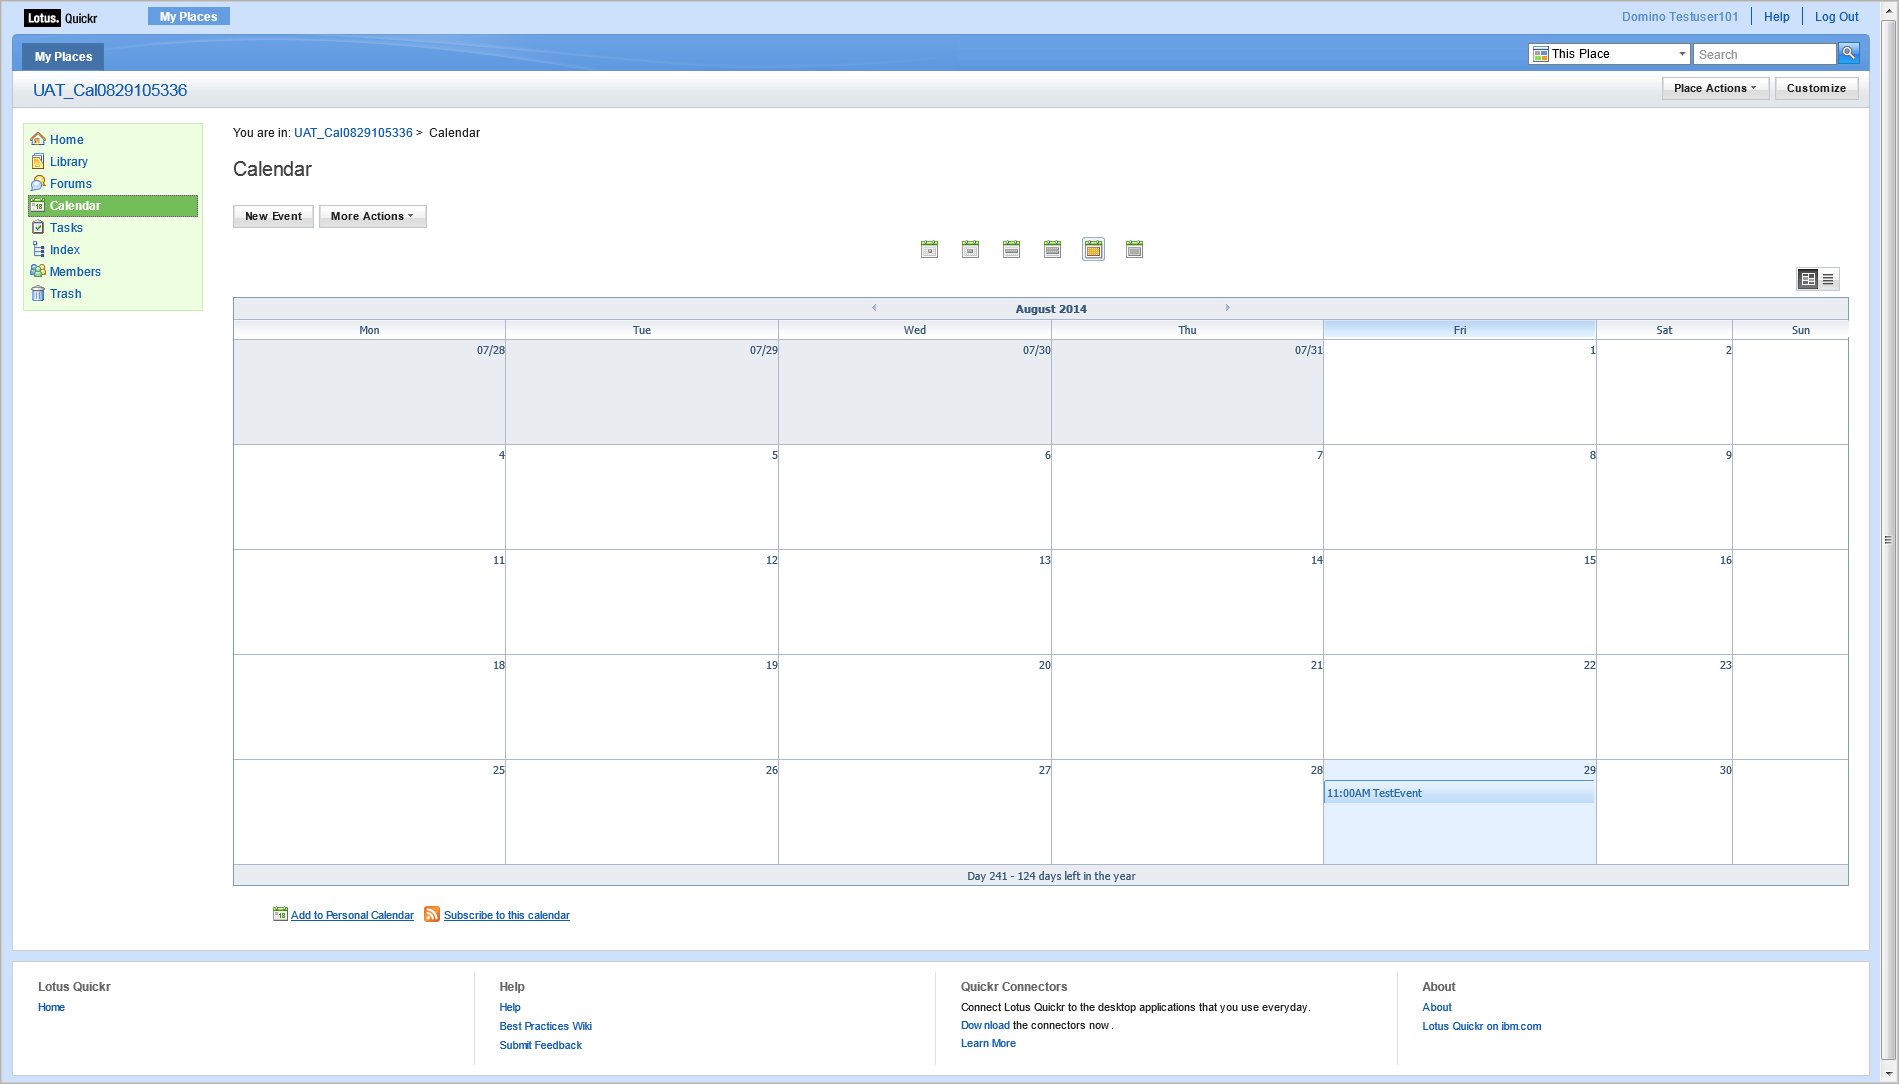 Lotus. Quickr My Places Domino Testuser101 Help Log Out
My Places This Place Search
UAT_Cal0829105336 Place Actions Customize
Home
Library
Forums
Calendar
Tasks
Index
Members
Trash
You are in: UAT_Cal0829105336 > Calendar
Calendar
New Event More Actions
August 2014
Mon Tue Wed Thu Fri Sat Sun
07/28 07/29 07/30 07/31 1 2
4 5 6 7 8 9
11 12 13 14 15 16
18 19 20 21 22 23
25 26 27 28 29 30
11:00AM TestEvent
Day 241 - 124 days left in the year
Add to Personal Calendar Subscribe to this calendar
Lotus Quickr
Home
Help
Help
Best Practices Wiki
Submit Feedback
Quickr Connectors
Connect Lotus Quickr to the desktop applications that you use everyday.
Download the connectors now.
Learn More
About
About
Lotus Quickr on ibm.com